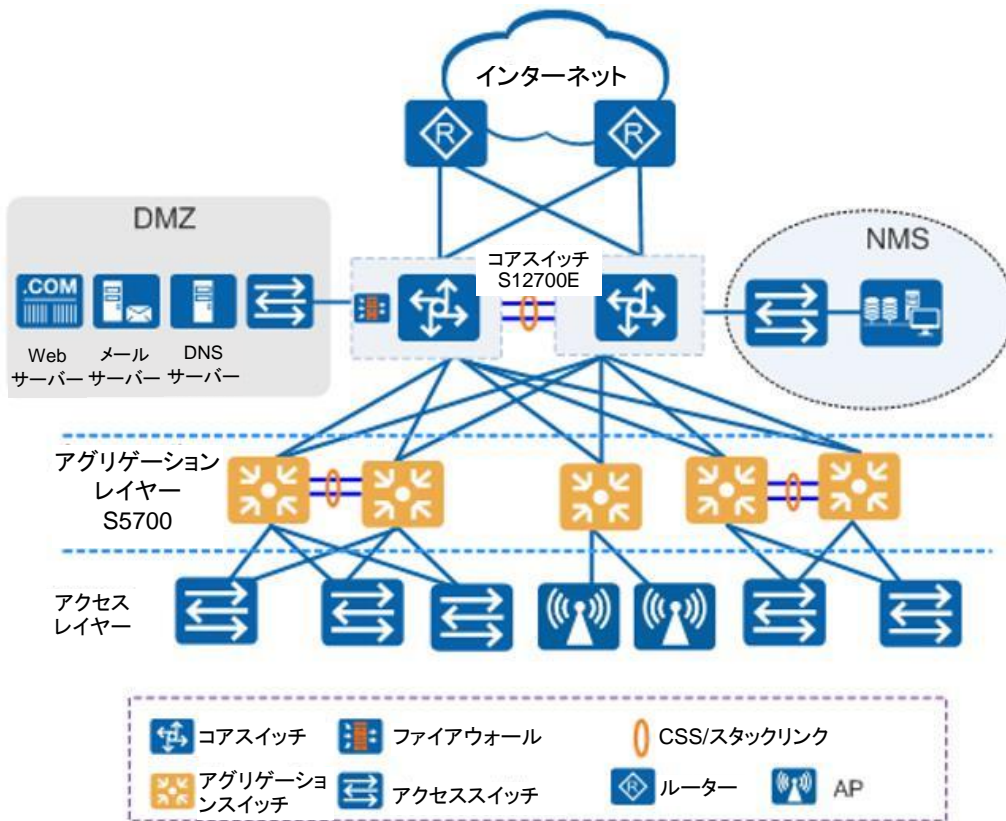 インターネット
R
R
DMZ
.COM
Web
サーバー
メール
サーバー
DNS
サーバー
コアスイッチ
S12700E
NMS
アグリゲーション
レイヤー
S5700
アクセス
レイヤー
コアスイッチ
ファイアウォール
CSS/スタックリンク
アグリゲーショ
ンスイッチ
アクセススイッチ
R
ルーター
AP